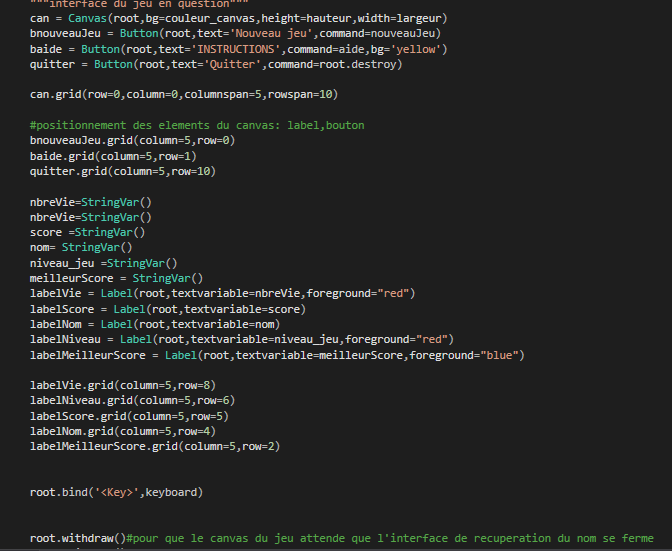 """interface du jeu en question"""
can = Canvas(root,bg=couleur_canvas,height=hauteur,width=largeur)
bnouveauJeu = Button(root,text='Nouveau jeu',command=nouveauJeu)
baide = Button(root,text='INSTRUCTIONS',command=aide,bg='yellow')
quitter = Button(root,text='Quitter',command=root.destroy)
can.grid(row=0,column=0,columnspan=5,rowspan=10)
#positionnement des elements du canvas: label,bouton
bnouveauJeu.grid(column=5,row=0)
baide.grid(column=5,row=1)
quitter.grid(column=5,row=10)
nbreVie=StringVar()
nbreVie=StringVar()
score =StringVar()
nom= StringVar()
niveau_jeu =StringVar()
meilleurScore = StringVar()
labelVie = Label(root,textvariable=nbreVie,foreground="red")
labelScore = Label(root,textvariable=score)
labelNom = Label(root,textvariable=nom)
labelNiveau = Label(root,textvariable=niveau_jeu,foreground="red")
labelMeilleurScore = Label(root,textvariable=meilleurScore,foreground="blue")
labelVie.grid(column=5,row=8)
labelNiveau.grid(column=5,row=6)
labelScore.grid(column=5,row=5)
labelNom.grid(column=5,row=4)
labelMeilleurScore.grid(column=5,row=2)
root.bind('<Key>',keyboard)
root.withdraw()#pour que le canvas du jeu attende que l'interface de recuperation du nom se ferme